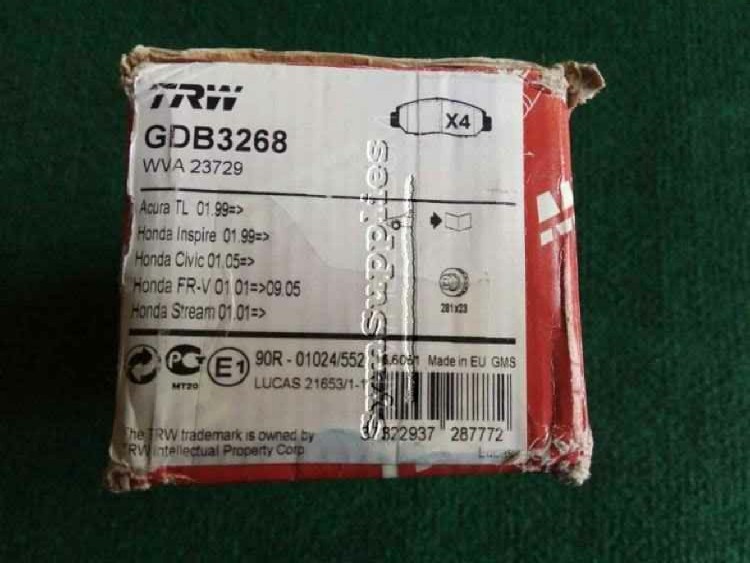 TRW
GDB3268
WVA 23729
X4
Acura TL 01.99=>
Honda Inspire 01.99=>
Honda Civic 01.05=>
Honda FR-V 01.01=>09.05
Honda Stream 01.01=>
281x23
MT20
E1
90R - 01024/552
Made in EU GMS
LUCAS 21653/1-1
287772
The TRW trademark is owned by
TRW Intellectual Property Corp
SymSupplies